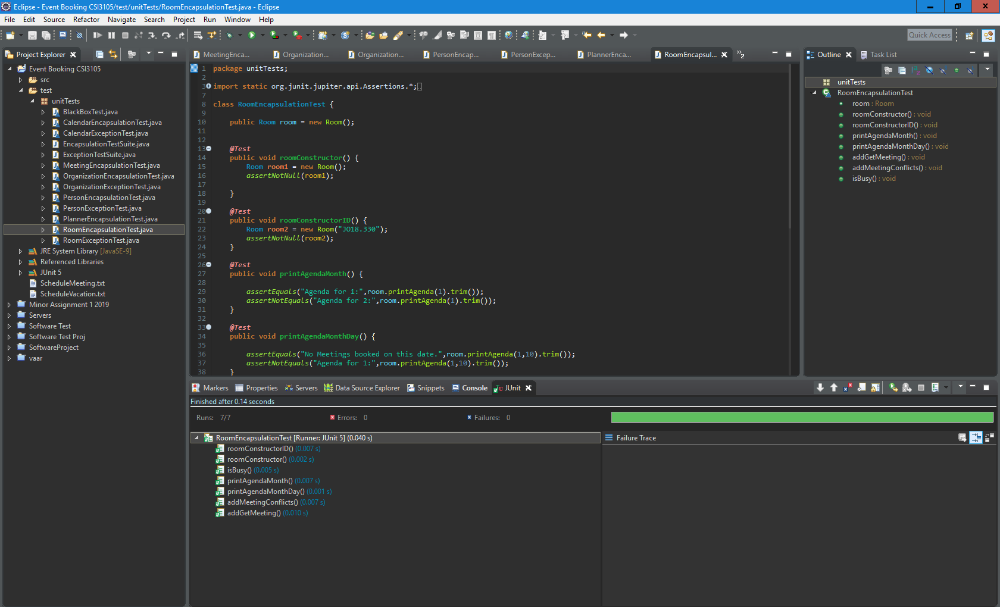 Eclipse - Event Booking CSI3105/test/unitTests/RoomEncapsulationTest.java - Eclipse
File Edit Source Refactor Navigate Search Project Run Window Help
Quick Access
Project Explorer
Event Booking CSI3105
src
test
unitTests
BlackBoxTest.java
CalendarEncapsulationTest.java
CalendarExceptionTest.java
EncapsulationTestSuite.java
ExceptionTestSuite.java
MeetingEncapsulationTest.java
OrganizationEncapsulationTest.java
OrganizationExceptionTest.java
PersonEncapsulationTest.java
PersonExceptionTest.java
PlannerEncapsulationTest.java
RoomEncapsulationTest.java
RoomExceptionTest.java
JRE System Library [JavaSE-9]
Referenced Libraries
JUnit 5
ScheduleMeeting.txt
ScheduleVacation.txt
Minor Assignment 1 2019
Servers
Software Test
Software Test Proj
SoftwareProject
vaar
MeetingEnca... Organization... Organization... PersonEncap... PersonExcep... PlannerEnca... RoomEncapsul... »2
1 package unitTests;
2
3 import static org.junit.jupiter.api.Assertions.*;
7
8 class RoomEncapsulationTest {
9
10 public Room room = new Room();
11
12
13 @Test
14 public void roomConstructor() {
15 Room room1 = new Room();
16 assertNotNull(room1);
17
18 }
19
20 @Test
21 public void roomConstructorID() {
22 Room room2 = new Room("JO18.330");
23 assertNotNull(room2);
24 }
25
26 @Test
27 public void printAgendaMonth() {
28
29 assertEquals("Agenda for 1:",room.printAgenda(1).trim());
30 assertNotEquals("Agenda for 2:",room.printAgenda(1).trim());
31 }
32
33 @Test
34 public void printAgendaMonthDay() {
35
36 assertEquals("No Meetings booked on this date.",room.printAgenda(1,10).trim());
37 assertNotEquals("Agenda for 1:",room.printAgenda(1,10).trim());
38 }
Outline Task List
unitTests
RoomEncapsulationTest
room : Room
roomConstructor() : void
roomConstructorID() : void
printAgendaMonth() : void
printAgendaMonthDay() : void
addGetMeeting() : void
addMeetingConflicts() : void
isBusy() : void
Markers Properties Servers Data Source Explorer Snippets Console JUnit
Finished after 0.14 seconds
Runs: 7/7 Errors: 0 Failures: 0
RoomEncapsulationTest [Runner: JUnit 5] (0.040 s)
roomConstructorID() (0.007 s)
roomConstructor() (0.002 s)
isBusy() (0.005 s)
printAgendaMonth() (0.007 s)
printAgendaMonthDay() (0.001 s)
addMeetingConflicts() (0.007 s)
addGetMeeting() (0.010 s)
Failure Trace